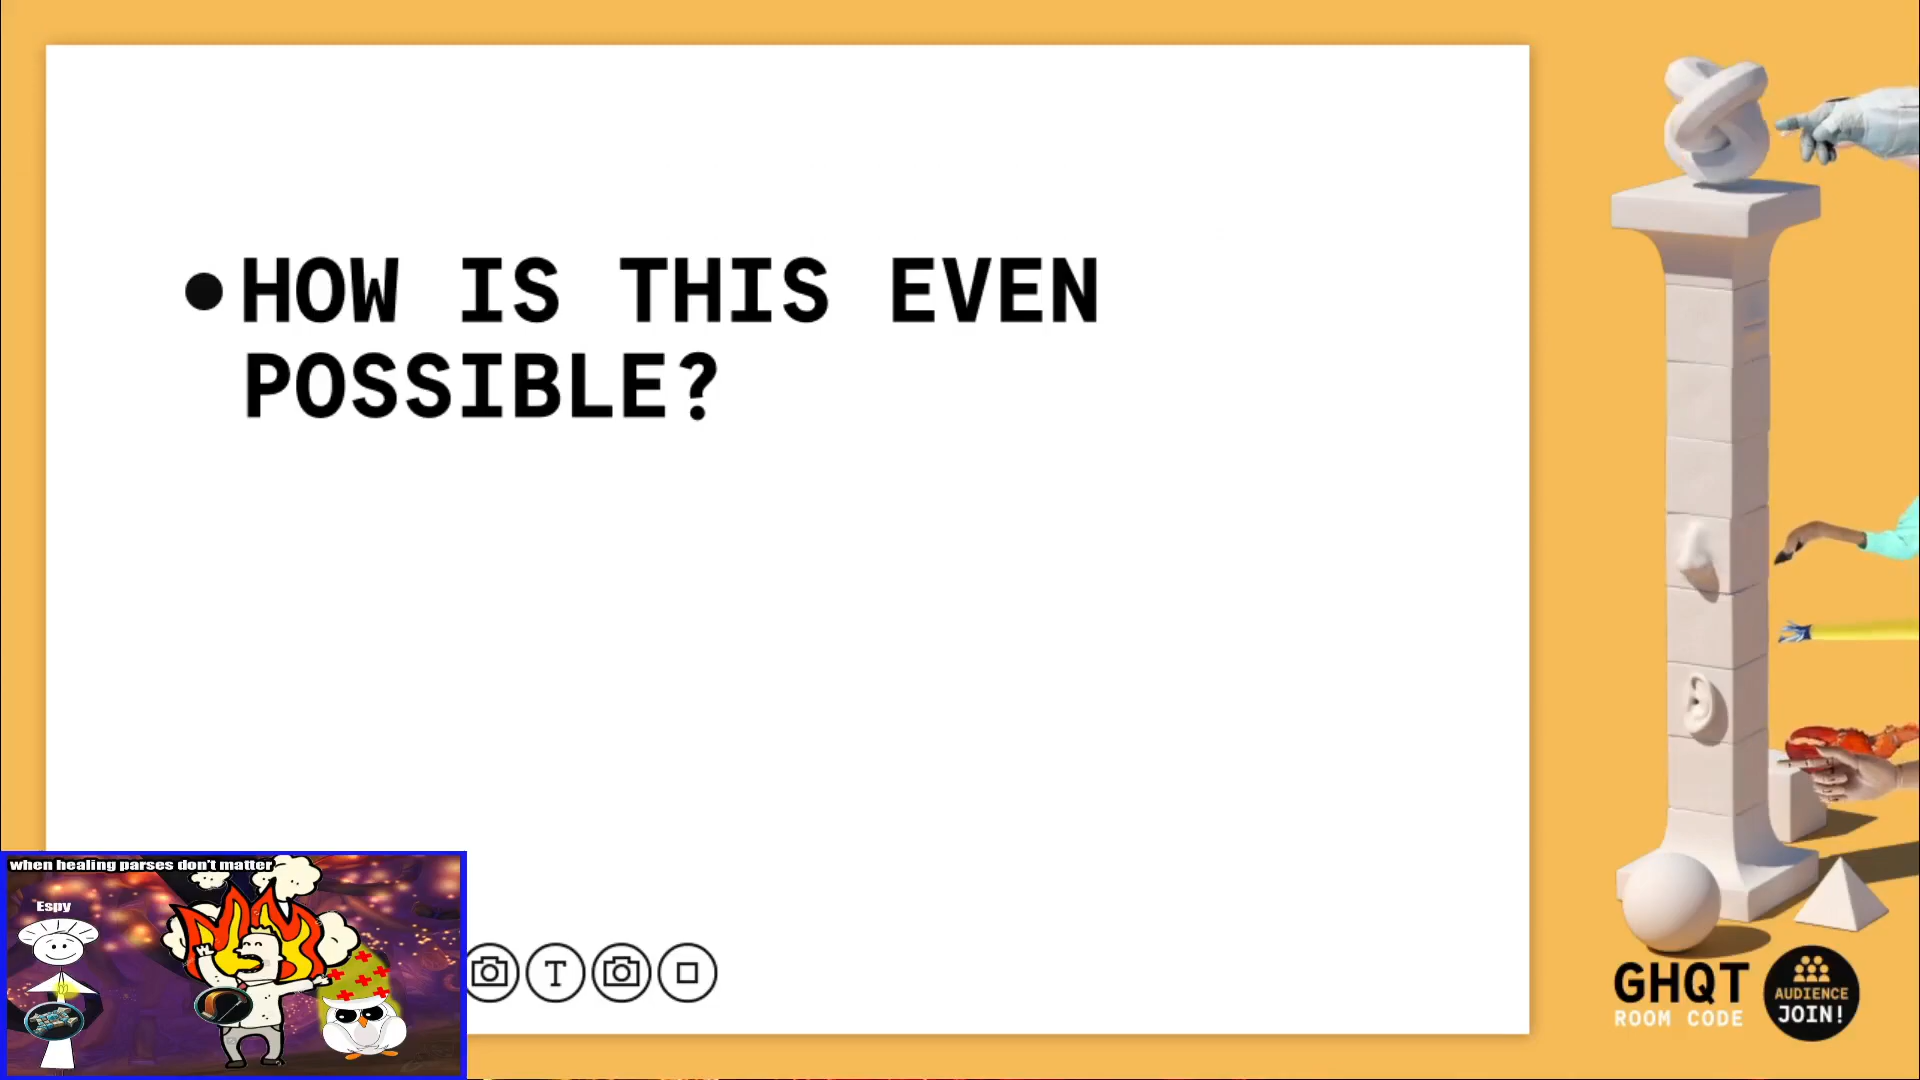 •HOW IS THIS EVEN
POSSIBLE?
when healing parses don't matter
Espy
T
GHQT
ROOM CODE
AUDIENCE
JOIN!